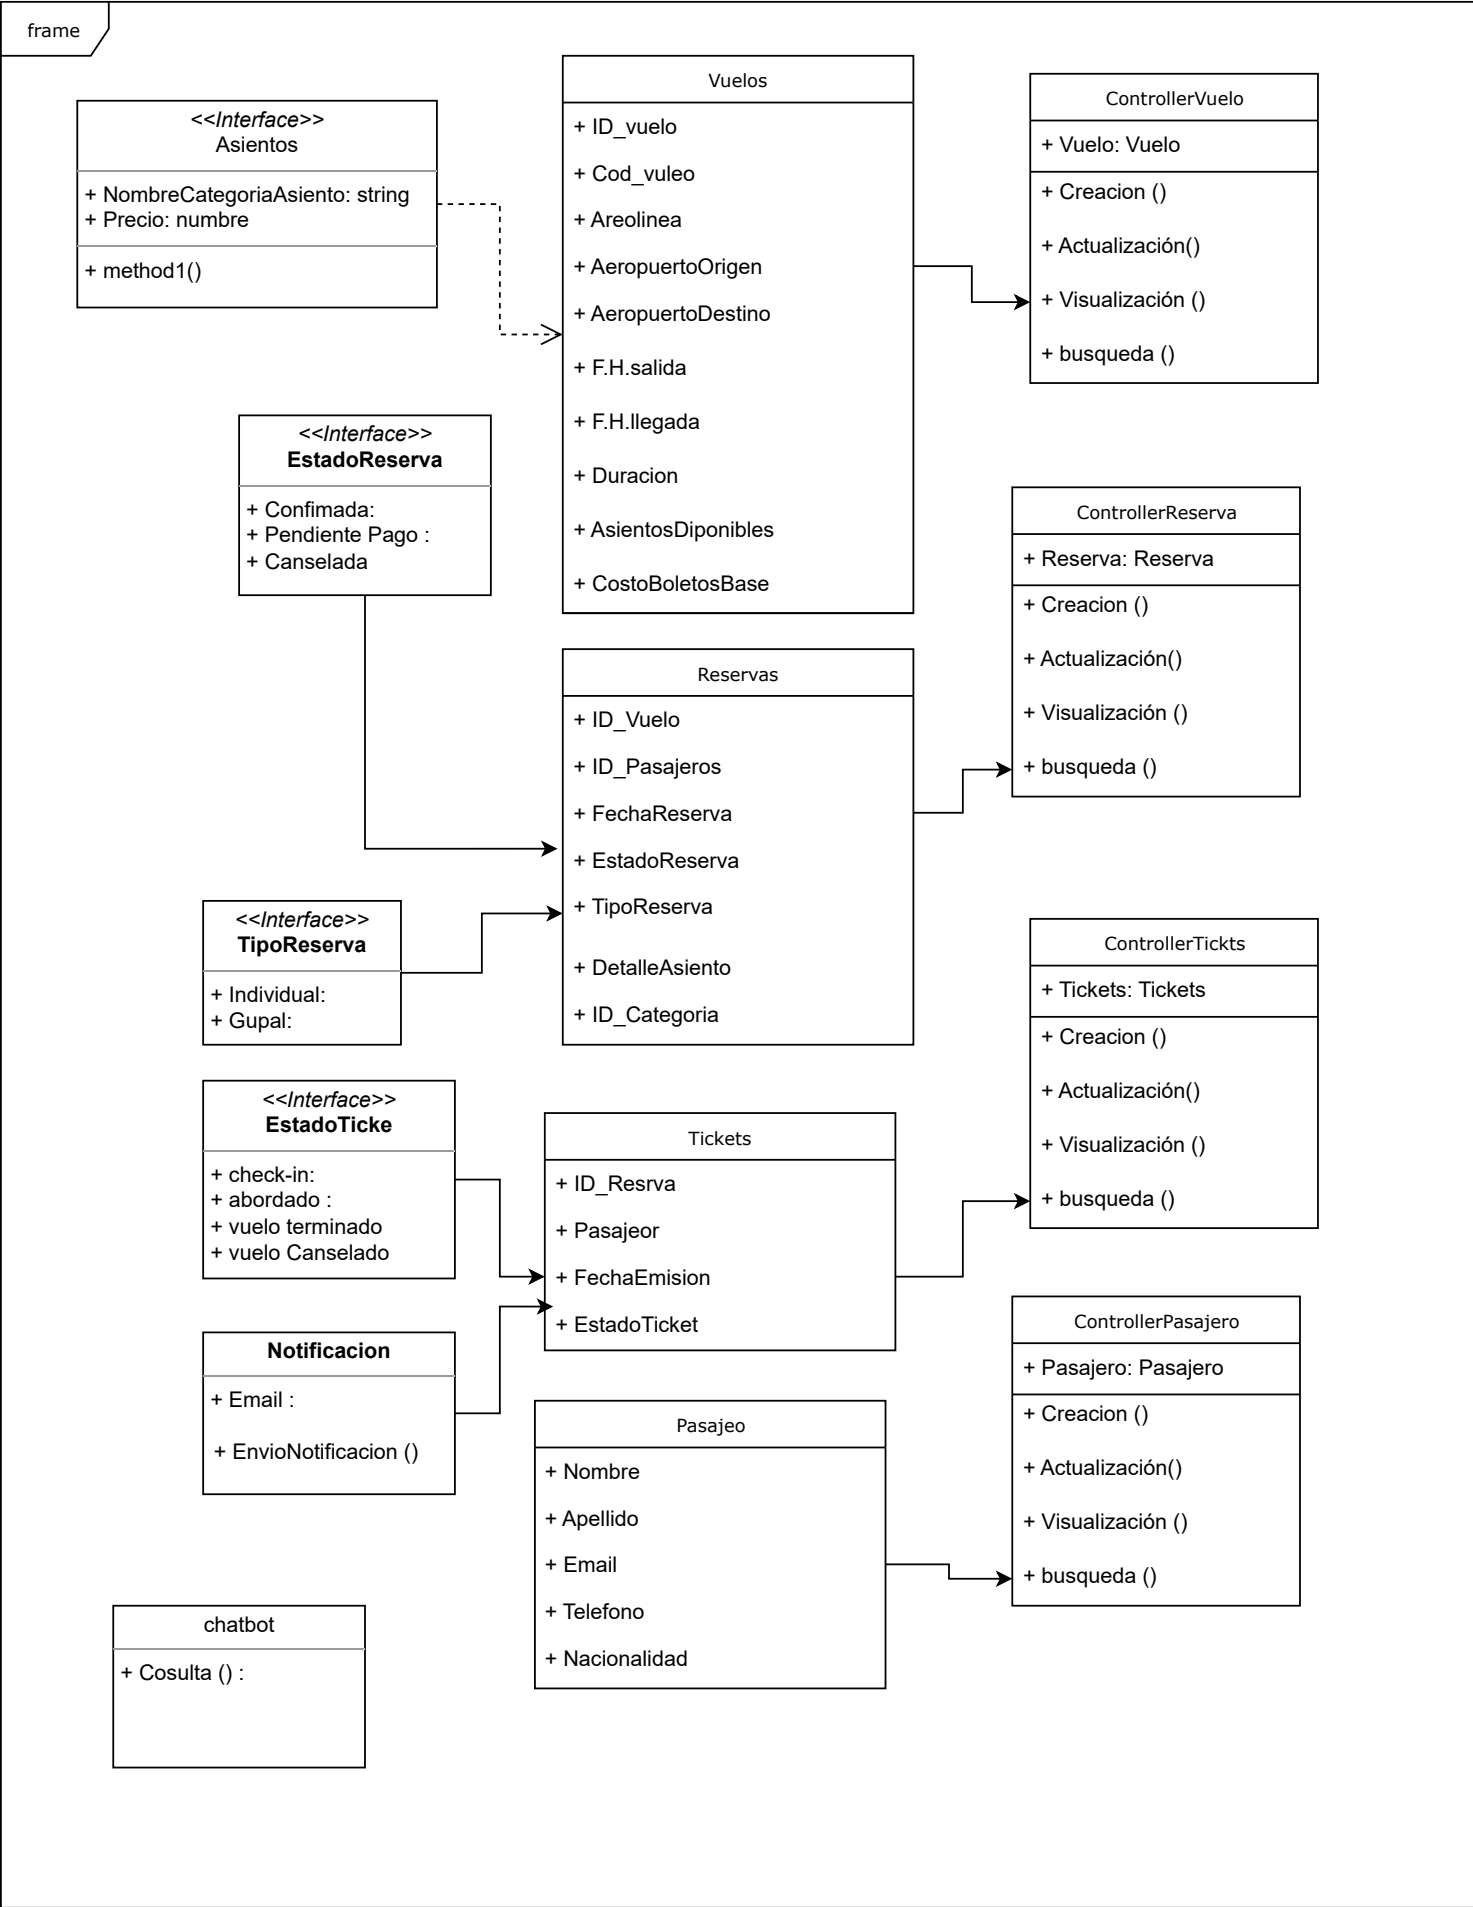 frame
<<Interface>>
Asientos
+ NombreCategoriaAsiento: string
+ Precio: numbre
+ method1()
Vuelos
+ ID_vuelo
+ Cod_vuleo
+ Areolinea
+ AeropuertoOrigen
+ AeropuertoDestino
+ F.H.salida
+ F.H.llegada
+ Duracion
+ AsientosDiponibles
+ CostoBoletosBase
ControllerVuelo
+ Vuelo: Vuelo
+ Creacion ()
+ Actualización()
+ Visualización ()
+ busqueda ()
<<Interface>>
EstadoReserva
+ Confimada:
+ Pendiente Pago :
+ Canselada
ControllerReserva
+ Reserva: Reserva
+ Creacion ()
+ Actualización()
+ Visualización ()
+ busqueda ()
Reservas
+ ID_Vuelo
+ ID_Pasajeros
+ FechaReserva
+ EstadoReserva
+ TipoReserva
+ DetalleAsiento
+ ID_Categoria
<<Interface>>
TipoReserva
+ Individual:
+ Gupal:
ControllerTickts
+ Tickets: Tickets
+ Creacion ()
+ Actualización()
+ Visualización ()
+ busqueda ()
<<Interface>>
EstadoTicke
+ check-in:
+ abordado :
+ vuelo terminado
+ vuelo Canselado
Tickets
+ ID_Resrva
+ Pasajeor
+ FechaEmision
+ EstadoTicket
Notificacion
+ Email :
+ EnvioNotificacion ()
ControllerPasajero
+ Pasajero: Pasajero
+ Creacion ()
+ Actualización()
+ Visualización ()
+ busqueda ()
Pasajeo
+ Nombre
+ Apellido
+ Email
+ Telefono
+ Nacionalidad
chatbot
+ Cosulta () :